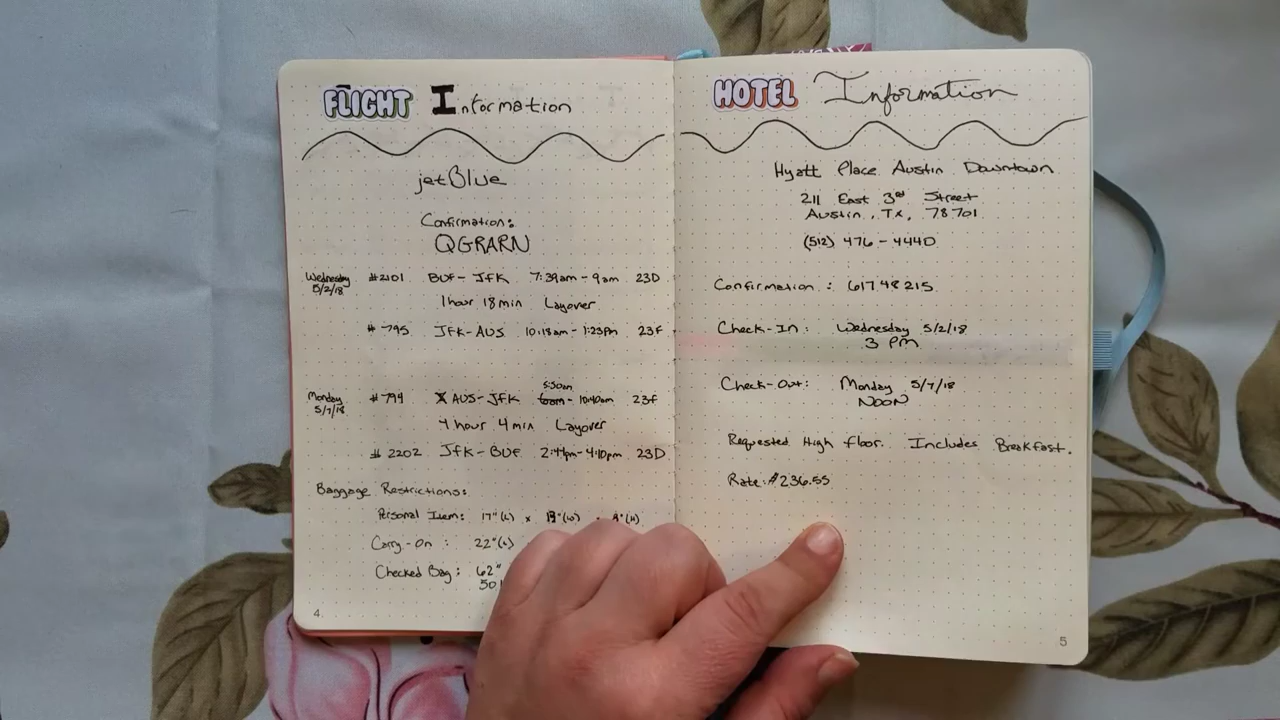 FLIGHT Information
jetBlue
Confirmation:
QGRARN
Wednesday 5/2/18 #2101 BUF-JFK 7:39am - 9am 23D
1 hour 18 min Layover
#795 JFK-AUS 10:18am - 1:23pm 23F
5:50am
Monday 5/7/18 #794 AUS-JFK 6am - 10:40am 23F
4 hour 4 min Layover
#2202 JFK-BUF 2:44pm - 4:10pm 23D
Baggage Restrictions:
Personal Item: 17"(L) x 13"(W)
Carry-On: 22"(L)
Checked Bag: 62"
50
4
HOTEL Information
Hyatt Place Austin Downtown
211 East 3rd Street
Austin, Tx, 78701
(512) 476-4440
Confirmation: 61748215
Check-In: Wednesday 5/2/18
3 PM
Check-Out: Monday 5/7/18
NOON
Requested High floor. Includes Breakfast.
Rate: $236.55
5